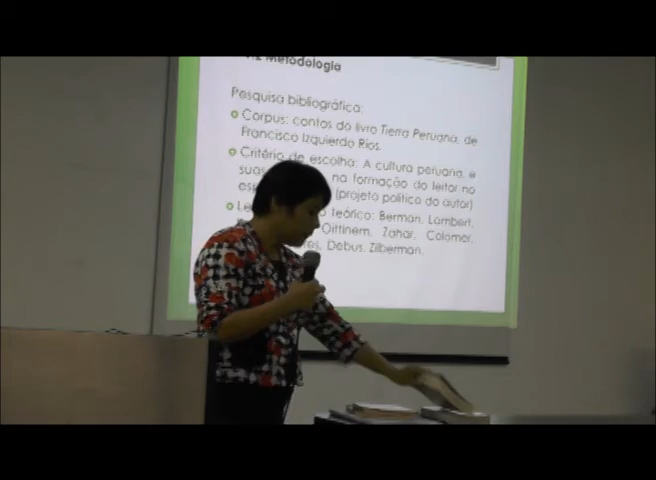 Metodologia
Pesquisa bibliográfica:
Corpus: contos do livro Tierra Peruana, de
Francisco Izquierdo Ríos.
Critério de escolha: A cultura peruana, e
suas na formação do leitor no
(projeto político do autor)
teórico: Berman, Lambert,
Oittinem, Zohar, Colomer,
Debus, Zilberman.